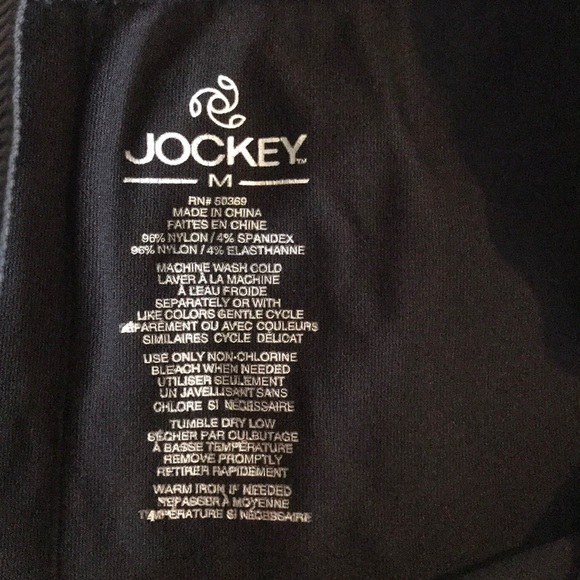 JOCKEY™
M
RN# 50369
MADE IN CHINA
FAITES EN CHINE
96% NYLON / 4% SPANDEX
96% NYLON / 4% ELASTHANNE
MACHINE WASH COLD
LAVER À LA MACHINE
À L'EAU FROIDE
SEPARATELY OR WITH
LIKE COLORS GENTLE CYCLE
SÉPARÉMENT OU AVEC COULEURS
SIMILAIRES CYCLE DÉLICAT
USE ONLY NON-CHLORINE
BLEACH WHEN NEEDED
UTILISER SEULEMENT
UN JAVELLISANT SANS
CHLORE SI NÉCESSAIRE
TUMBLE DRY LOW
SÉCHER PAR CULBUTAGE
À BASSE TEMPÉRATURE
REMOVE PROMPTLY
RETIRER RAPIDEMENT
WARM IRON IF NEEDED
REPASSER À MOYENNE
TEMPÉRATURE SI NÉCESSAIRE